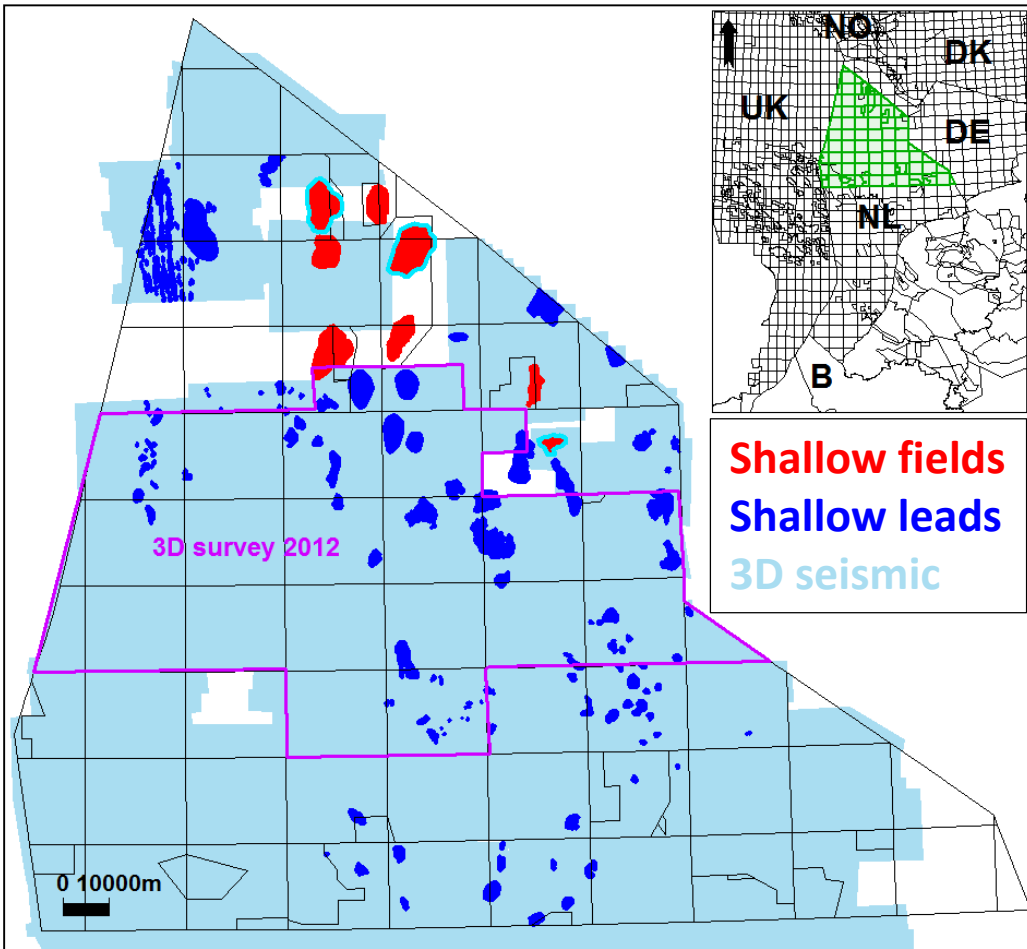 NO
DK
UK
DE
NL
B
Shallow fields
Shallow leads
3D seismic
3D survey 2012
0 10000m